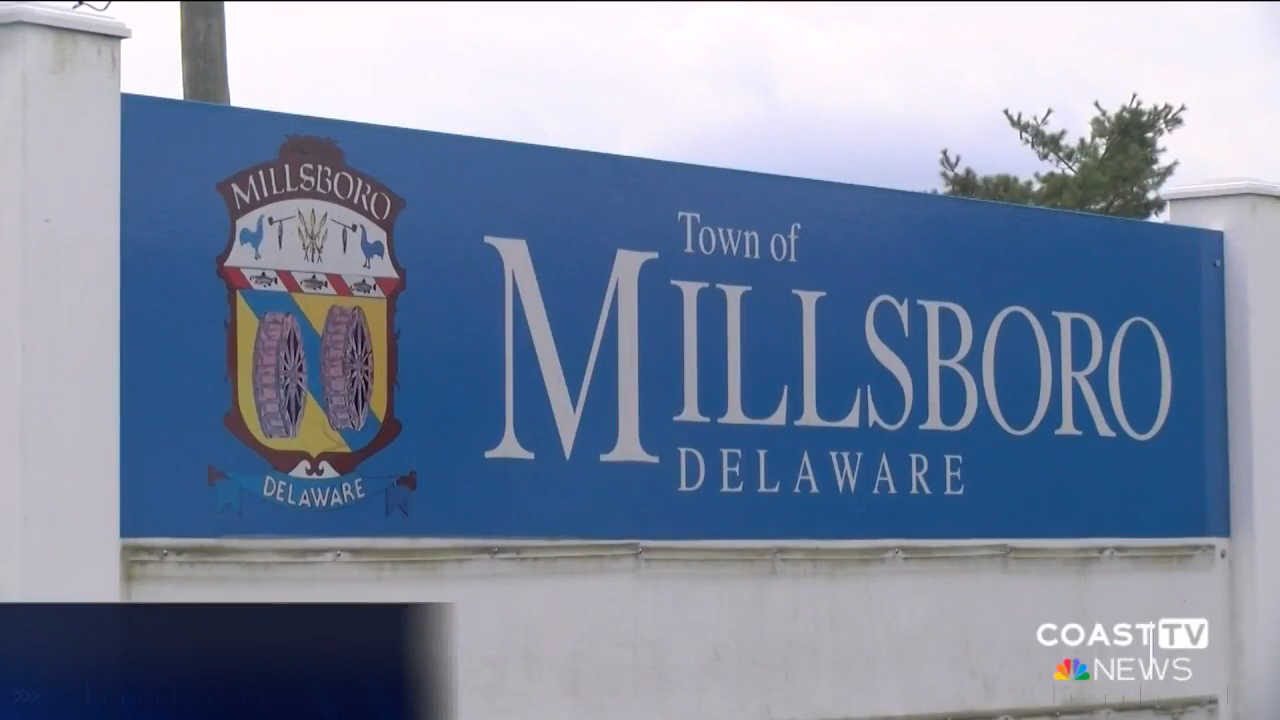 MILLSBORO
DELAWARE
Town of
MILLSBORO
DELAWARE
COAST TV
NEWS